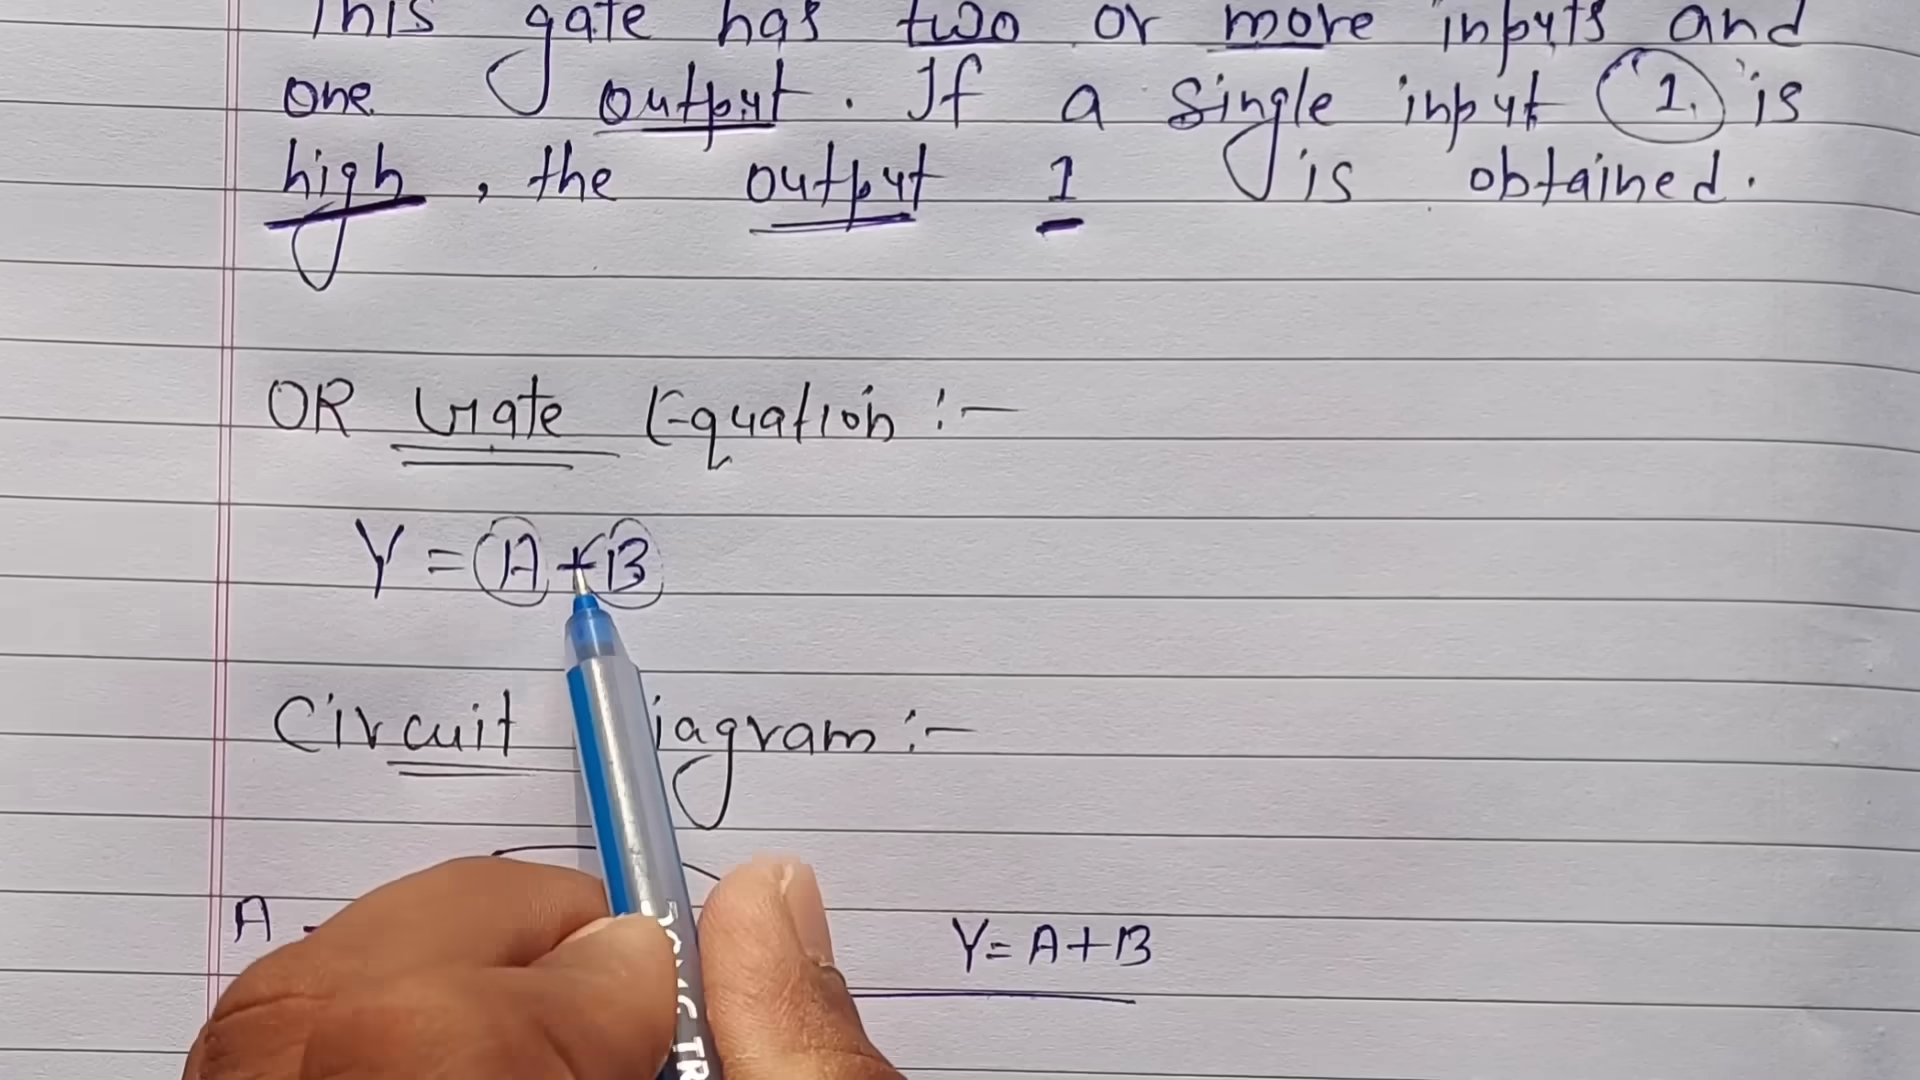 This gate has two or more inputs and
one output. If a single input 1. is
high, the output 1 is obtained.
OR Gate Equation :-
Y = A + B
Circuit iagram :-
A
Y = A + B